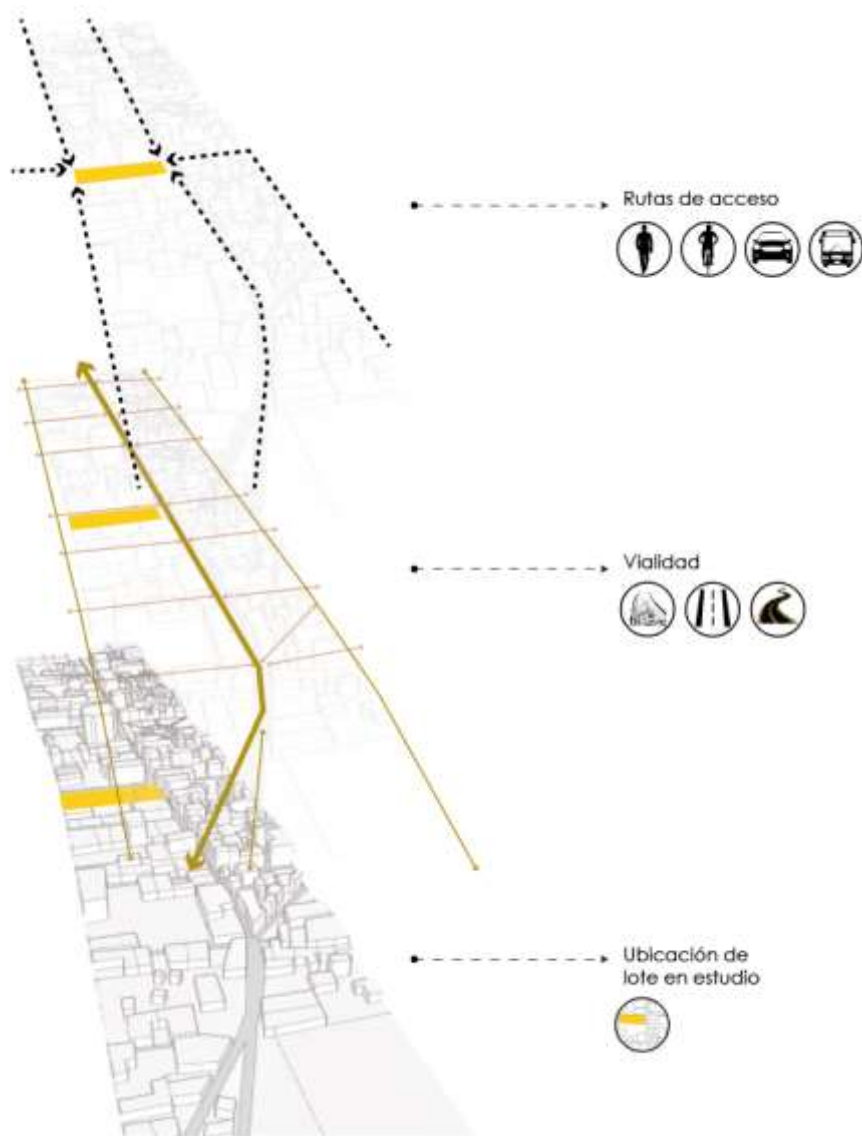 Rutas de acceso
Vialidad
Ubicación de
lote en estudio